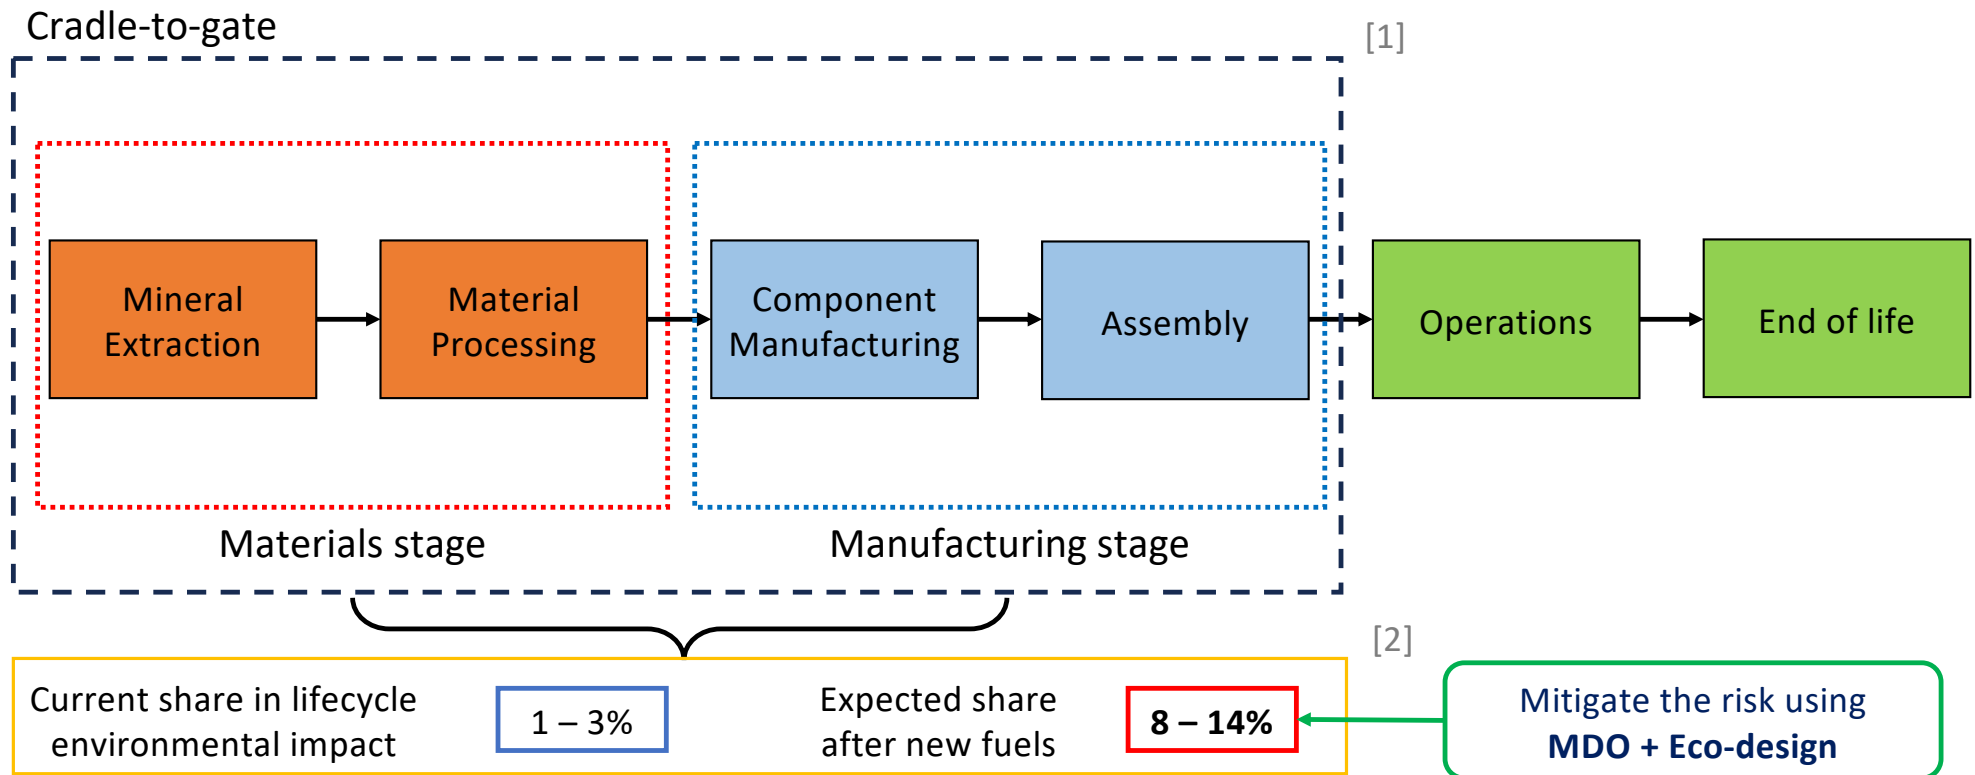 Cradle-to-gate
[1]
Mineral
Extraction
Material
Processing
Component
Manufacturing
Assembly
Operations
End of life
Materials stage
Manufacturing stage
[2]
Current share in lifecycle
environmental impact
1 – 3%
Expected share
after new fuels
8 – 14%
Mitigate the risk using
MDO + Eco-design